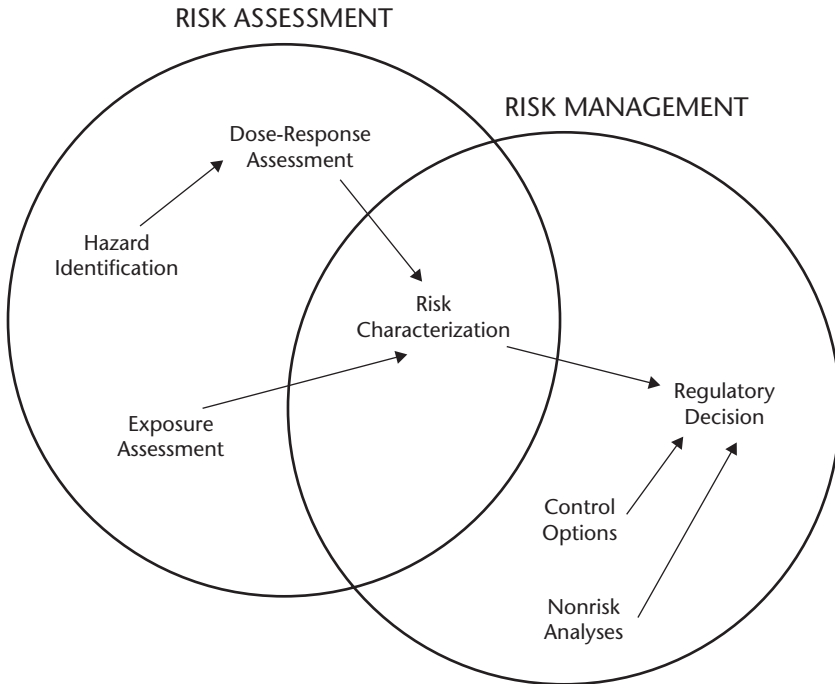 RISK ASSESSMENT
RISK MANAGEMENT
Dose-Response
Assessment
Hazard
Identification
Risk
Characterization
Exposure
Assessment
Regulatory
Decision
Control
Options
Nonrisk
Analyses